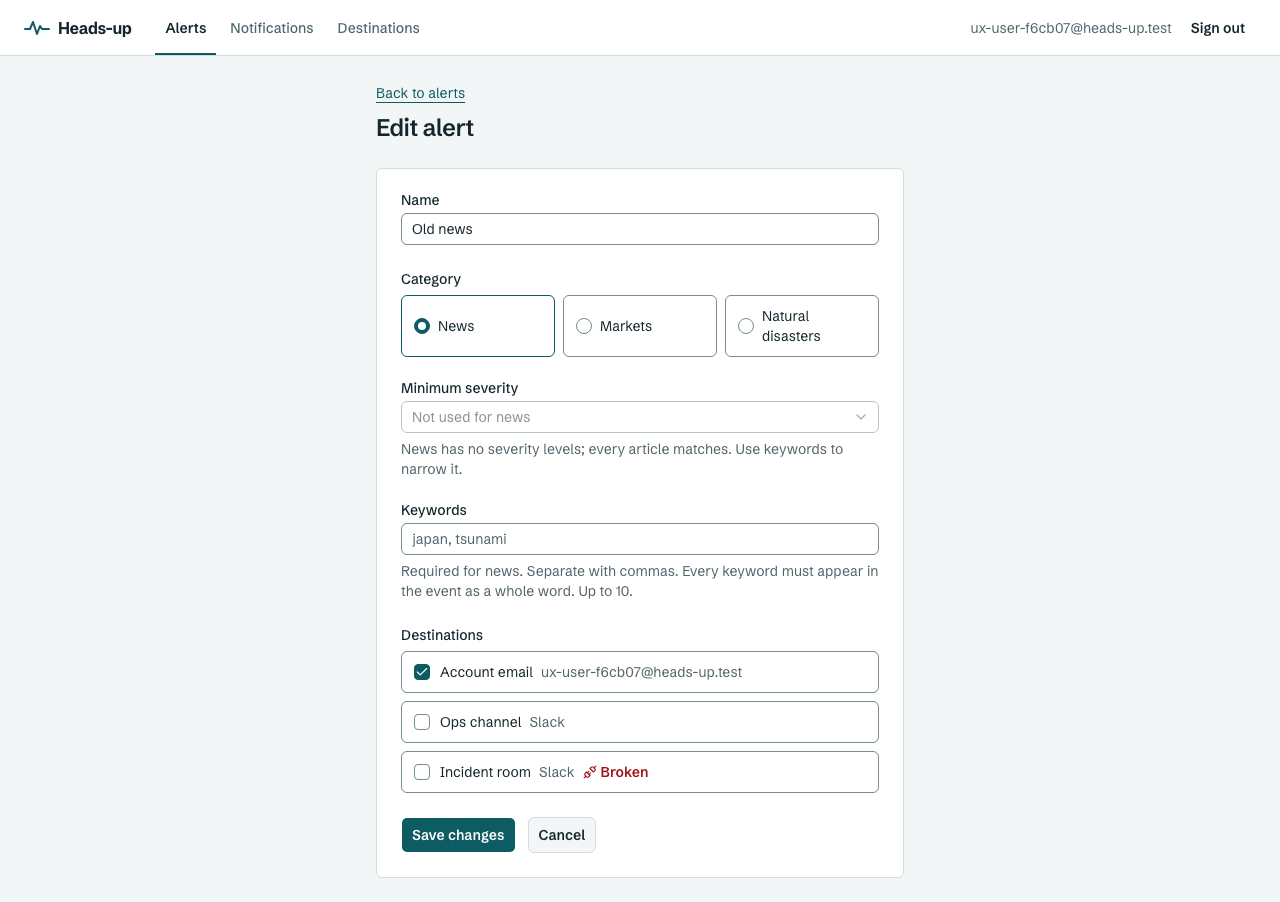 Heads-up
Alerts
Notifications
Destinations
ux-user-f6cb07@heads-up.test
Sign out
Back to alerts
Edit alert
Name
Old news
Category
News
Markets
Natural
disasters
Minimum severity
Not used for news
News has no severity levels; every article matches. Use keywords to
narrow it.
Keywords
japan, tsunami
Required for news. Separate with commas. Every keyword must appear in
the event as a whole word. Up to 10.
Destinations
Account email ux-user-f6cb07@heads-up.test
Ops channel Slack
Incident room Slack Broken
Save changes
Cancel